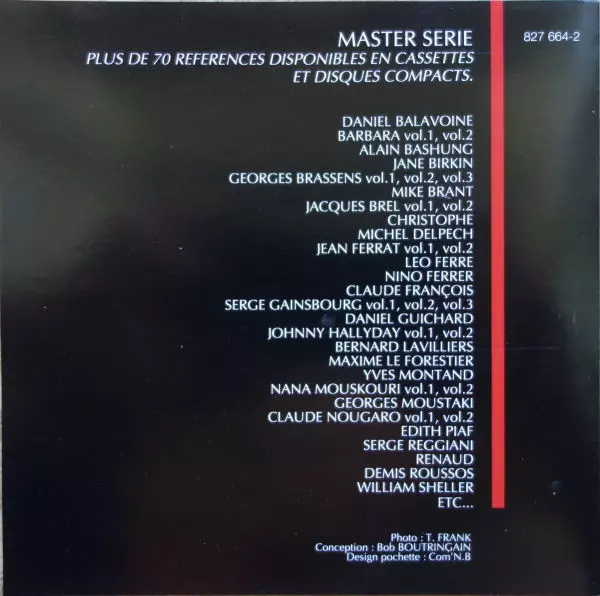 MASTER SERIE
827 664-2
PLUS DE 70 REFERENCES DISPONIBLES EN CASSETTES
ET DISQUES COMPACTS.
DANIEL BALAVOINE
BARBARA vol.1, vol.2
ALAIN BASHUNG
JANE BIRKIN
GEORGES BRASSENS vol.1, vol.2, vol.3
MIKE BRANT
JACQUES BREL vol.1, vol.2
CHRISTOPHE
MICHEL DELPECH
JEAN FERRAT vol.1, vol.2
LEO FERRE
NINO FERRER
CLAUDE FRANÇOIS
SERGE GAINSBOURG vol.1, vol.2, vol.3
DANIEL GUICHARD
JOHNNY HALLYDAY vol.1, vol.2
BERNARD LAVILLIERS
MAXIME LE FORESTIER
YVES MONTAND
NANA MOUSKOURI vol.1, vol.2
GEORGES MOUSTAKI
CLAUDE NOUGARO vol.1, vol.2
EDITH PIAF
SERGE REGGIANI
RENAUD
DEMIS ROUSSOS
WILLIAM SHELLER
ETC...
Photo : T. FRANK
Conception : Bob BOUTRINGAIN
Design pochette : Com'N.B